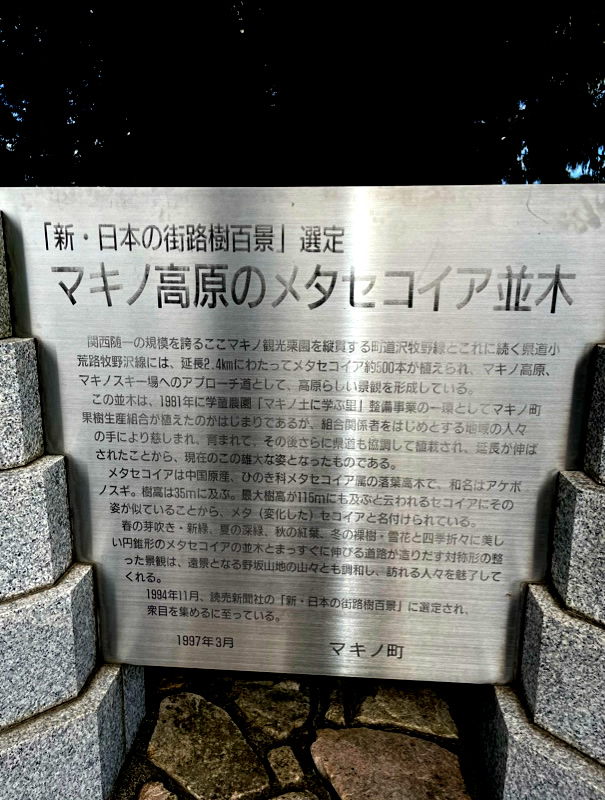 「新・日本の街路樹百景」選定
マキノ高原のメタセコイア並木
関西随一の規模を誇るここマキノ観光栗園を縦貫する町道沢牧野線とこれに続く県道小
荒路牧野沢線には、延長2.4kmにわたってメタセコイア約500本が植えられ、マキノ高原、
マキノスキー場へのアプローチ道として、高原らしい景観を形成している。
この並木は、1981年に学童農園「マキノ土に学ぶ里」整備事業の一環としてマキノ町
果樹生産組合が植えたのがはじまりであるが、組合関係者をはじめとする地域の人々
の手により慈しまれ、育まれて、その後さらに県道も協調して植栽され、延長が伸ば
されたことから、現在のこの雄大な姿となったものである。
メタセコイアは中国原産、ひのき科メタセコイア属の落葉高木で、和名はアケボ
ノスギ。樹高は35mに及ぶ。最大樹高が115mにも及ぶと云われるセコイアにその
姿が似ていることから、メタ（変化した）セコイアと名付けられている。
春の芽吹き・新緑、夏の深緑、秋の紅葉、冬の裸樹・雪花と四季折々に美し
い円錐形のメタセコイアの並木とまっすぐに伸びる道路が造りだす対称形の整
った景観は、遠景となる野坂山地の山々とも調和し、訪れる人々を魅了して
くれる。
1994年11月、読売新聞社の「新・日本の街路樹百景」に選定され、
衆目を集めるに至っている。
1997年3月 マキノ町